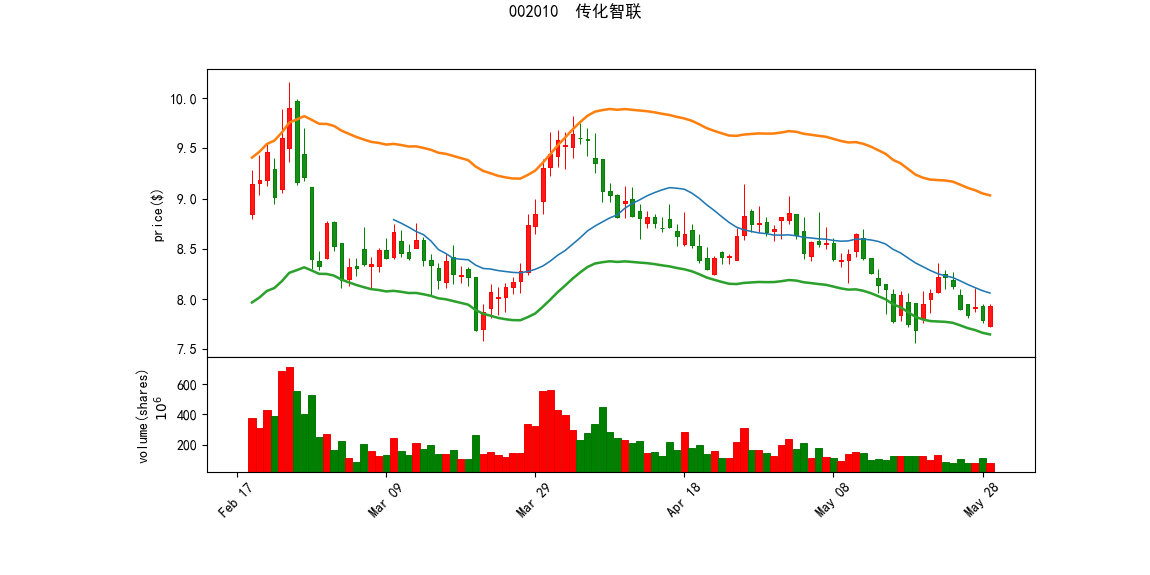 002010 传化智联
price($)
10.0
9.5
9.0
8.5
8.0
7.5
volume(shares)
10^6
600
400
200
Feb 17
Mar 09
Mar 29
Apr 18
May 08
May 28